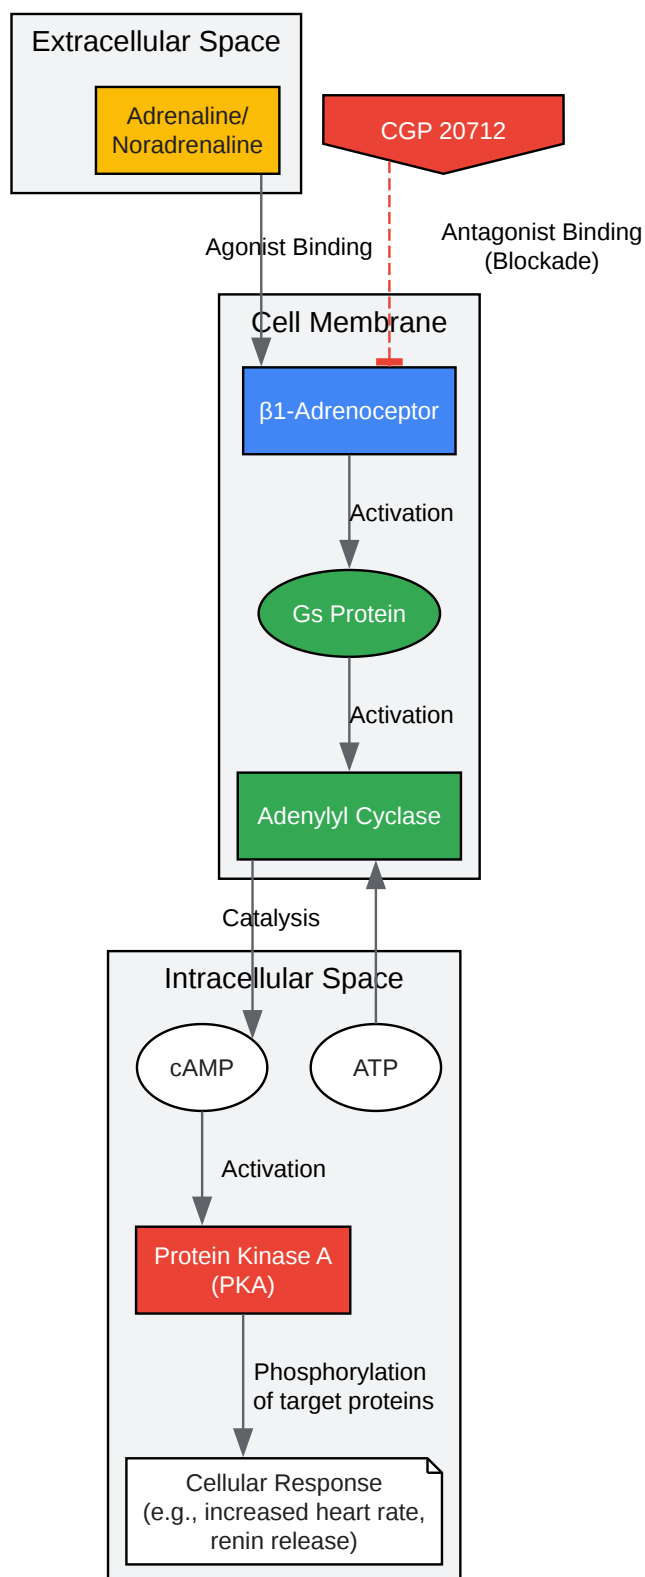 Extracellular Space
Adrenaline/
Noradrenaline
CGP 20712
Agonist Binding
Antagonist Binding
(Blockade)
Cell Membrane
β1-Adrenoceptor
Activation
Gs Protein
Activation
Adenylyl Cyclase
Catalysis
Intracellular Space
cAMP
ATP
Activation
Protein Kinase A
(PKA)
Phosphorylation
of target proteins
Cellular Response
(e.g., increased heart rate,
renin release)